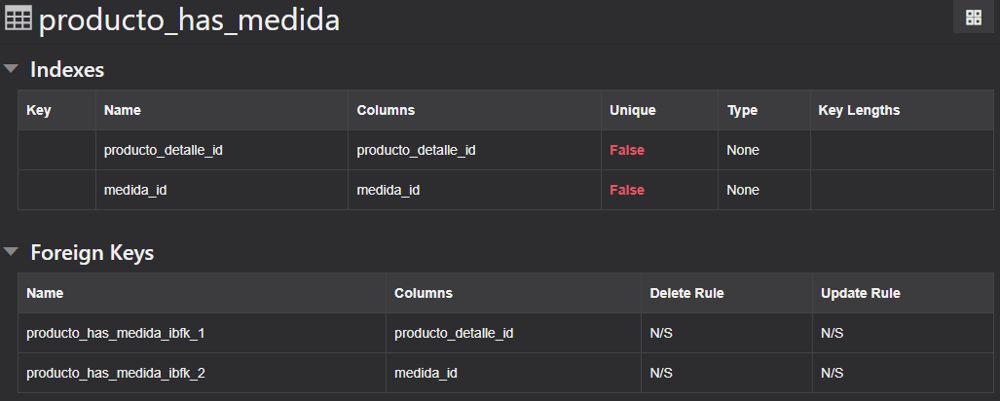 producto_has_medida
Indexes
Key Name Columns Unique Type Key Lengths
producto_detalle_id producto_detalle_id False None
medida_id medida_id False None
Foreign Keys
Name Columns Delete Rule Update Rule
producto_has_medida_ibfk_1 producto_detalle_id N/S N/S
producto_has_medida_ibfk_2 medida_id N/S N/S